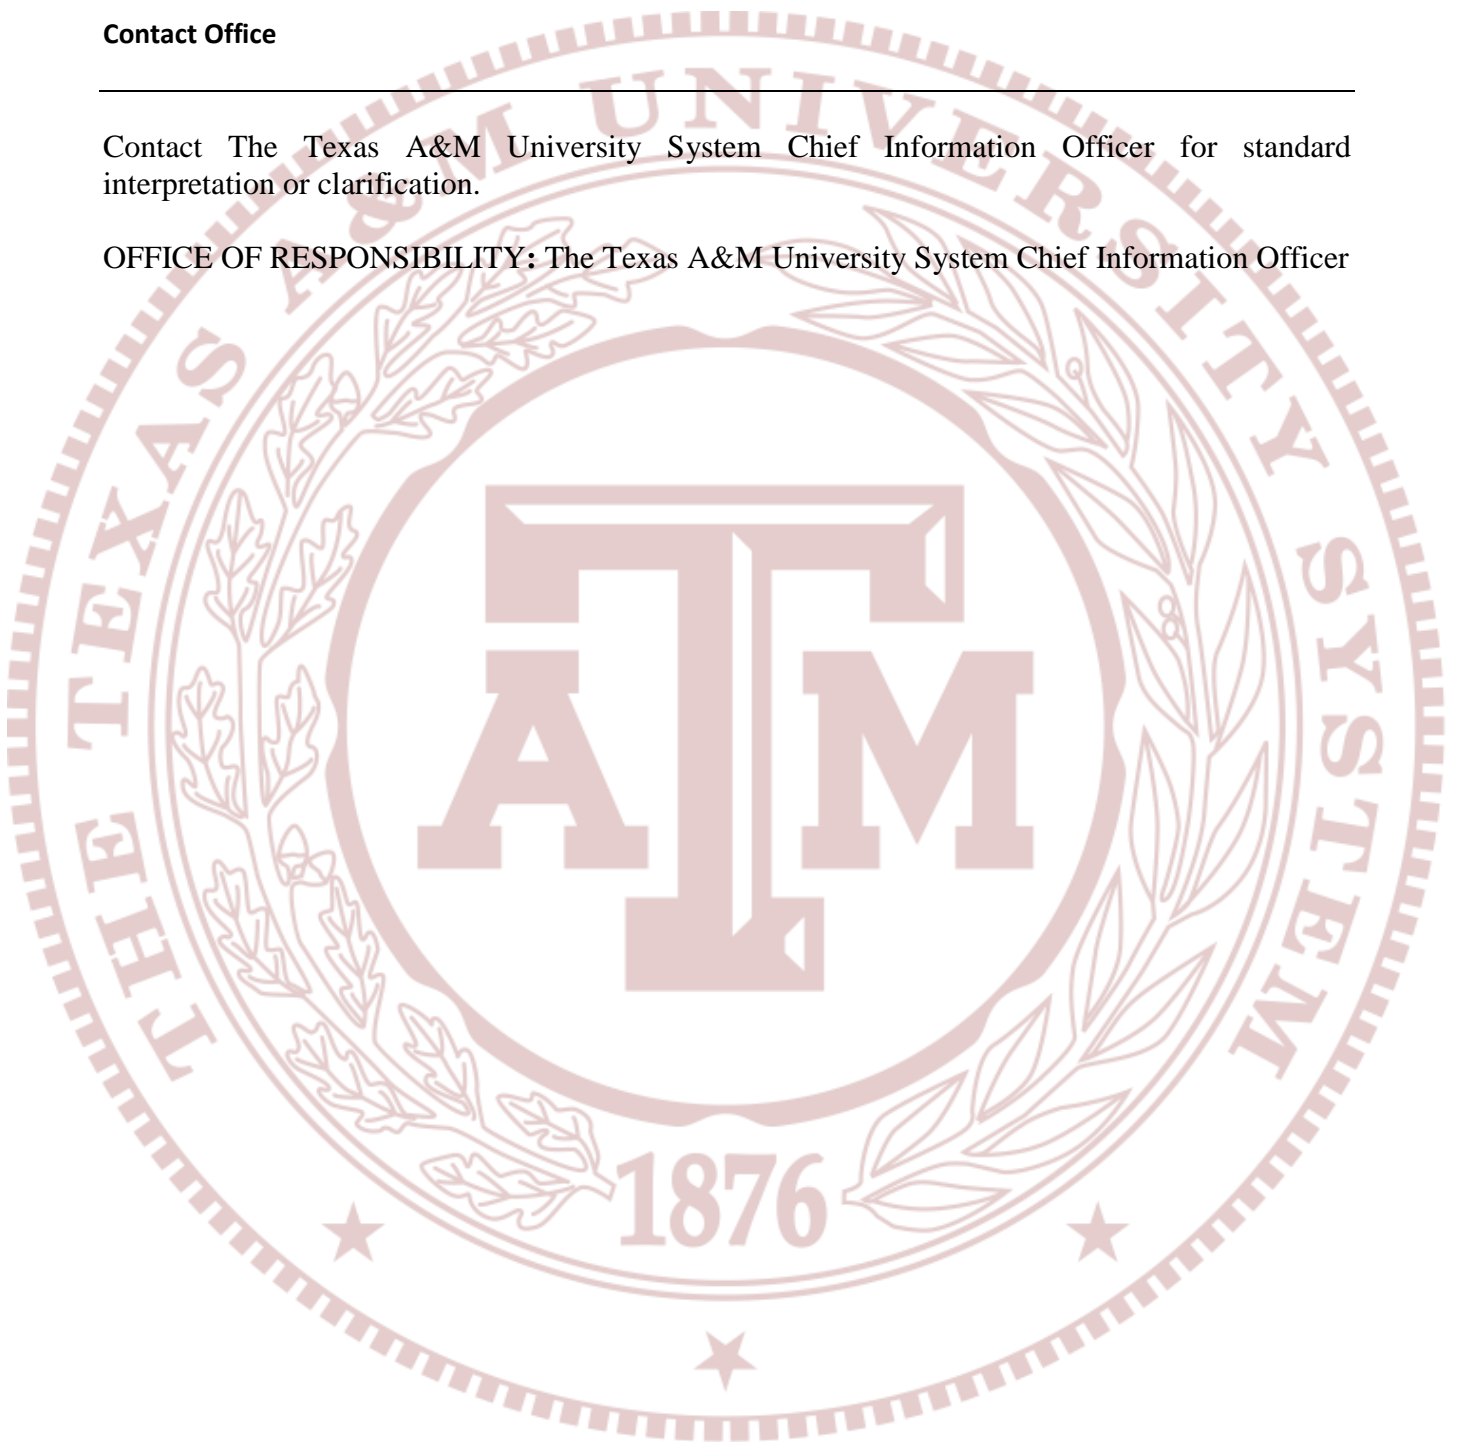 Contact Office
Contact The Texas A&M University System Chief Information Officer for standard
interpretation or clarification.
OFFICE OF RESPONSIBILITY: The Texas A&M University System Chief Information Officer
THE TEXAS A&M UNIVERSITY SYSTEM
ATM
1876